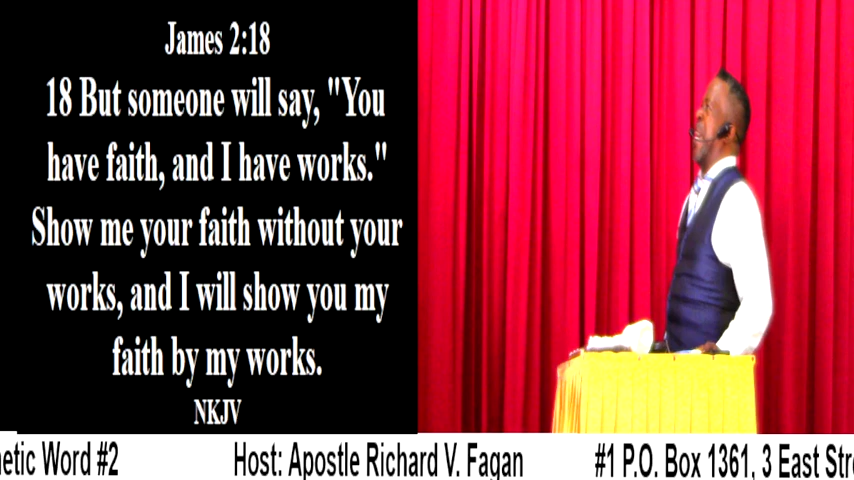 James 2:18
18 But someone will say, "You
have faith, and I have works."
Show me your faith without your
works, and I will show you my
faith by my works.
NKJV
Word #2 Host: Apostle Richard V. Fagan #1 P.O. Box 1361, 3 East